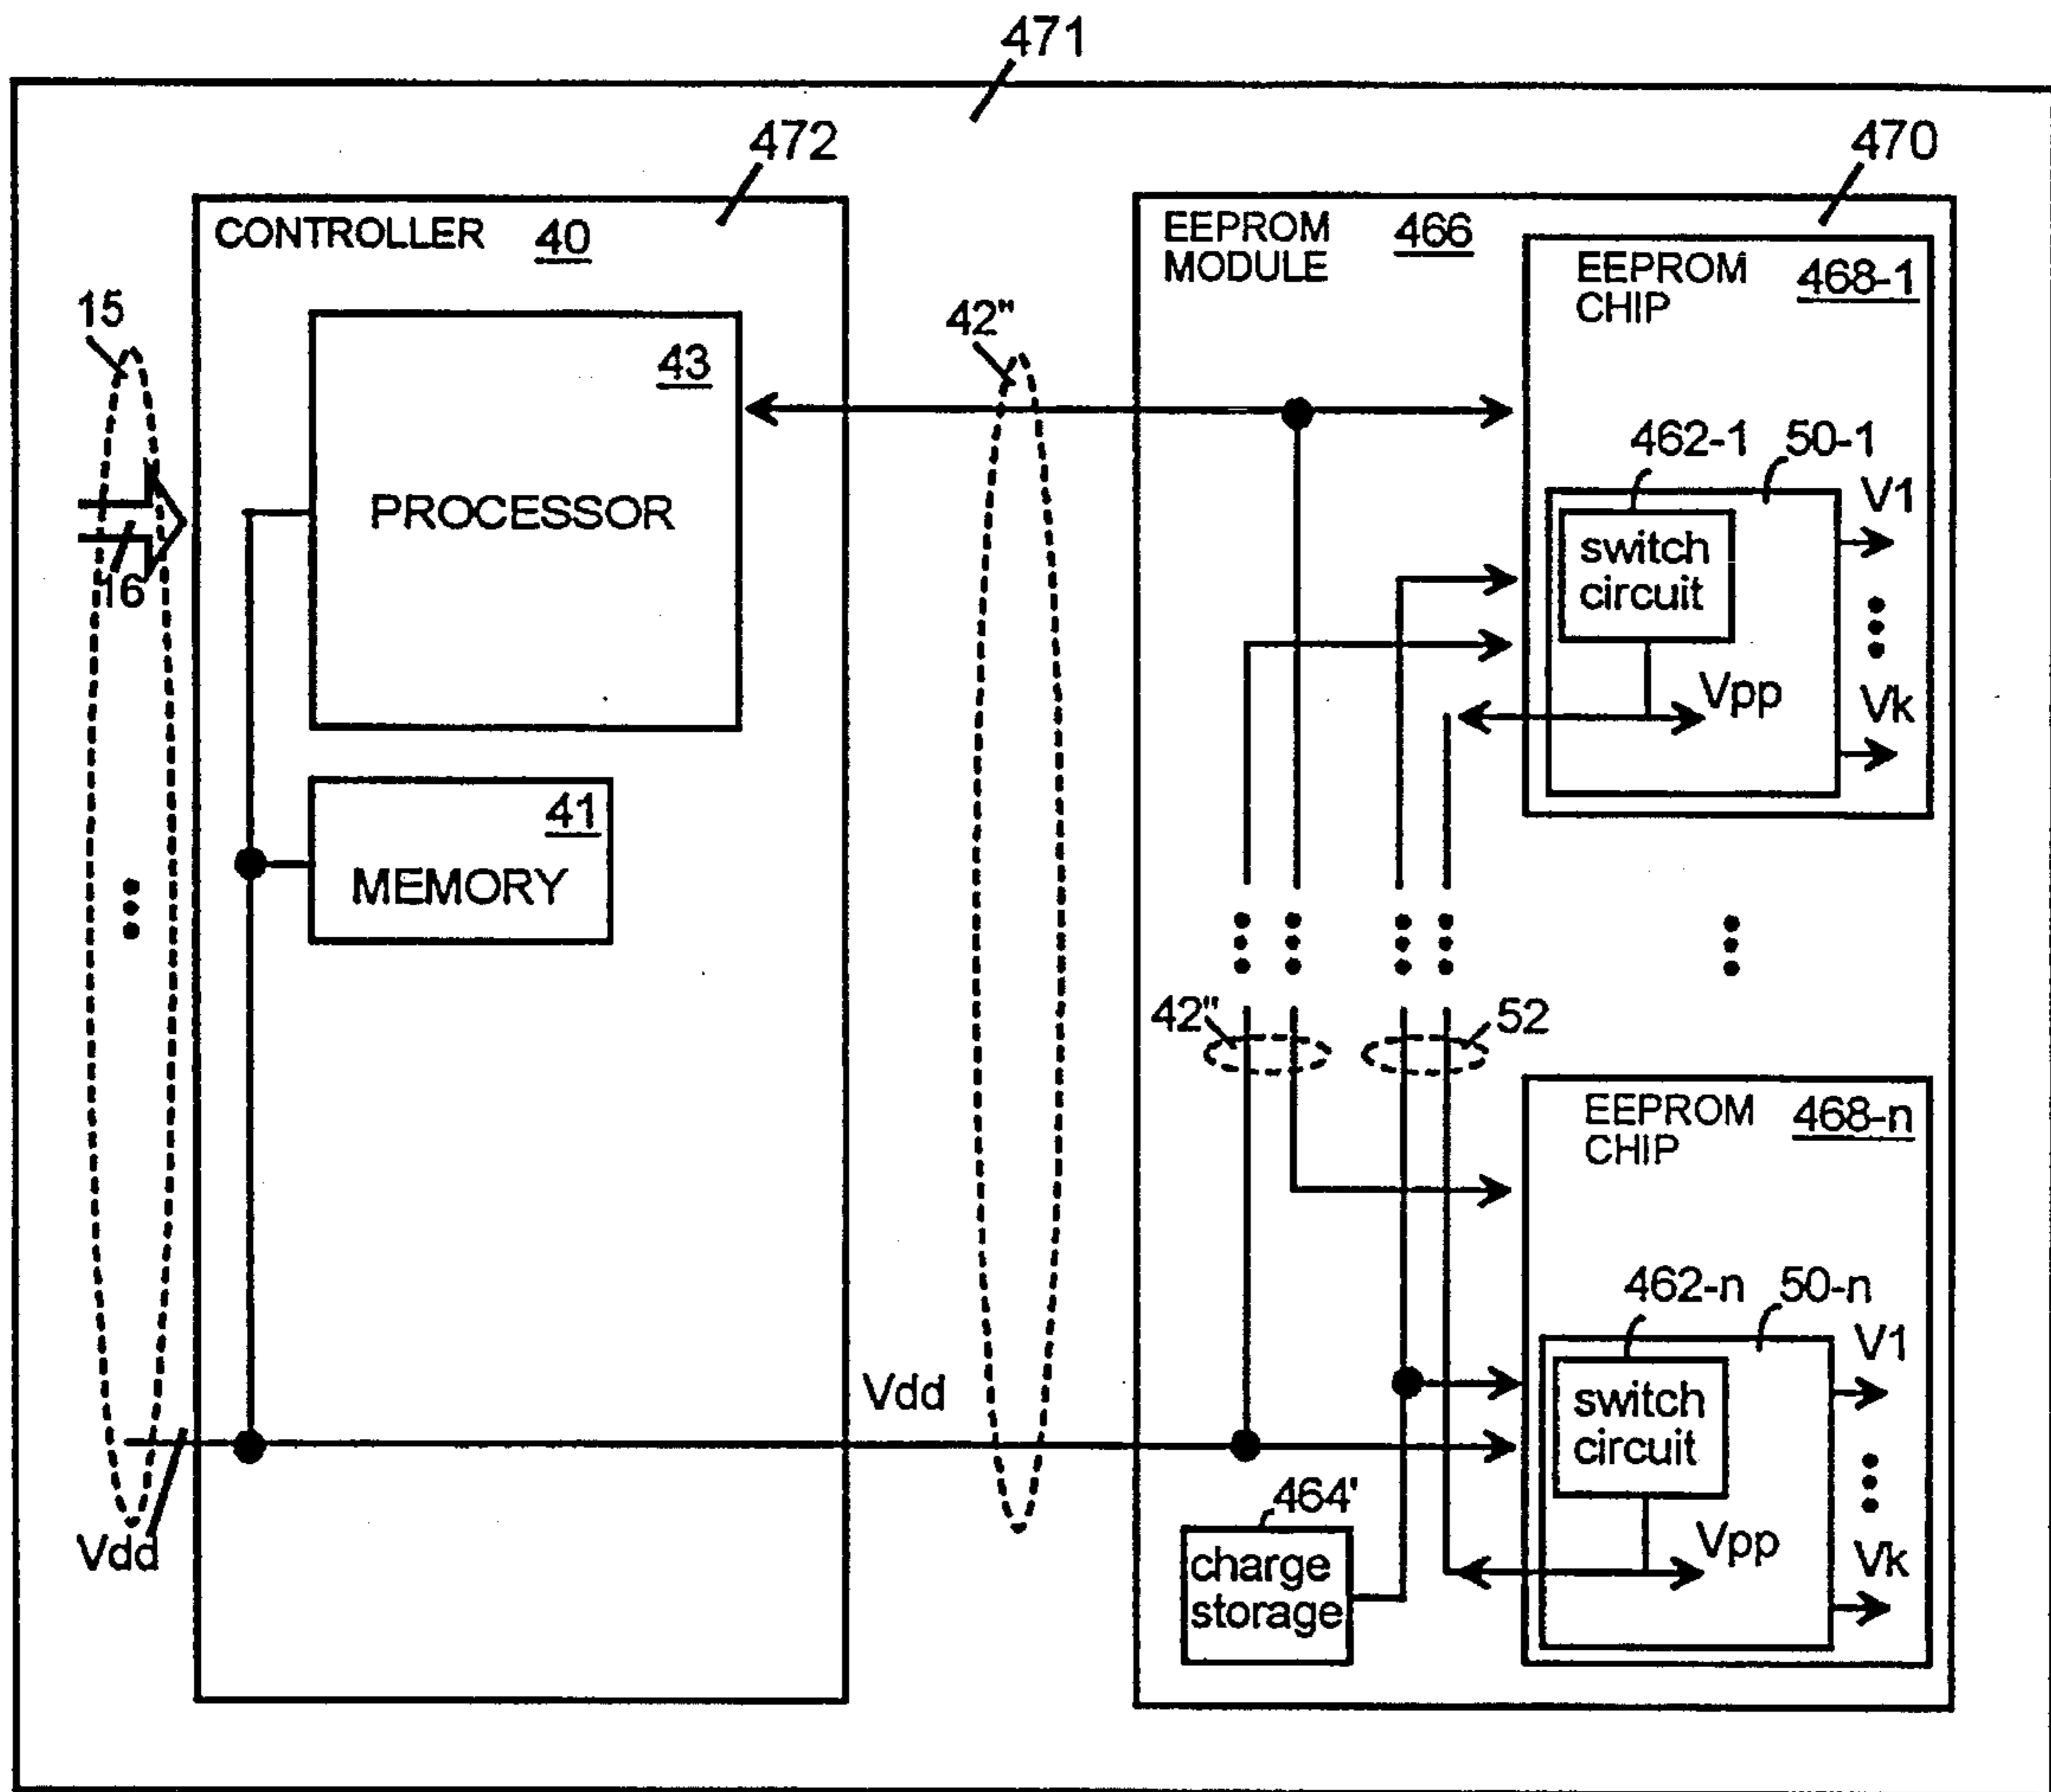 471
472
470
CONTROLLER 40
EEPROM
MODULE
466
EEPROM
CHIP
468-1
15
42"
43
462-1
50-1
V1
PROCESSOR
switch
circuit
16
Vpp
Vk
41
MEMORY
42"
52
EEPROM
CHIP
468-n
462-n
50-n
V1
Vdd
switch
circuit
464'
Vdd
charge
storage
Vpp
Vk